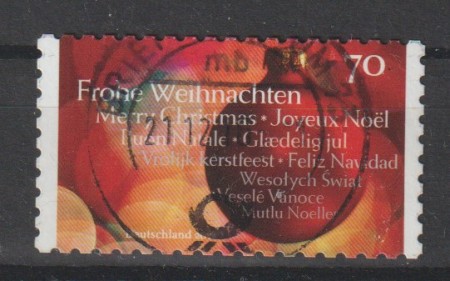 70
Frohe Weihnachten
Merry Christmas • Joyeux Noël
Buon Natale • Glædelig jul
Vrolijk kerstfeest • Feliz Navidad
Wesołych Świąt
Veselé Vánoce
Mutlu Noeller
Deutschland
mb